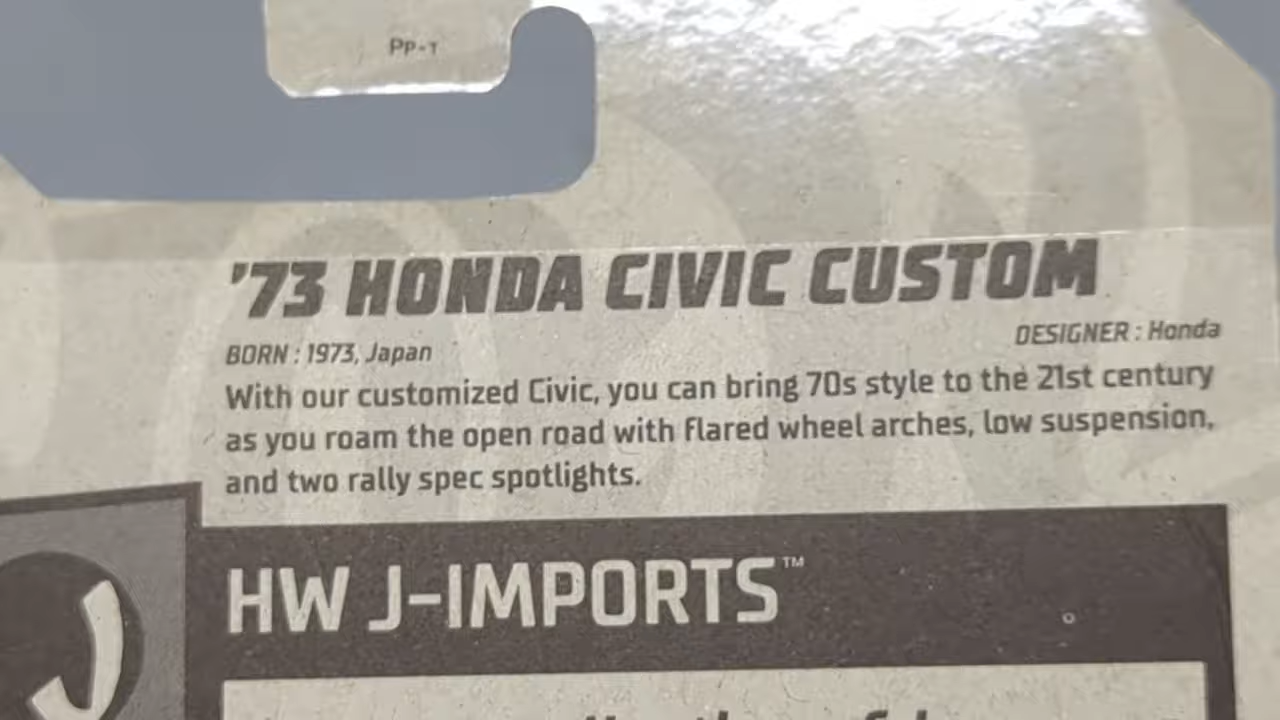 PP-T
'73 HONDA CIVIC CUSTOM
BORN : 1973, Japan
DESIGNER : Honda
With our customized Civic, you can bring 70s style to the 21st century
as you roam the open road with flared wheel arches, low suspension,
and two rally spec spotlights.
J
HW J-IMPORTS™